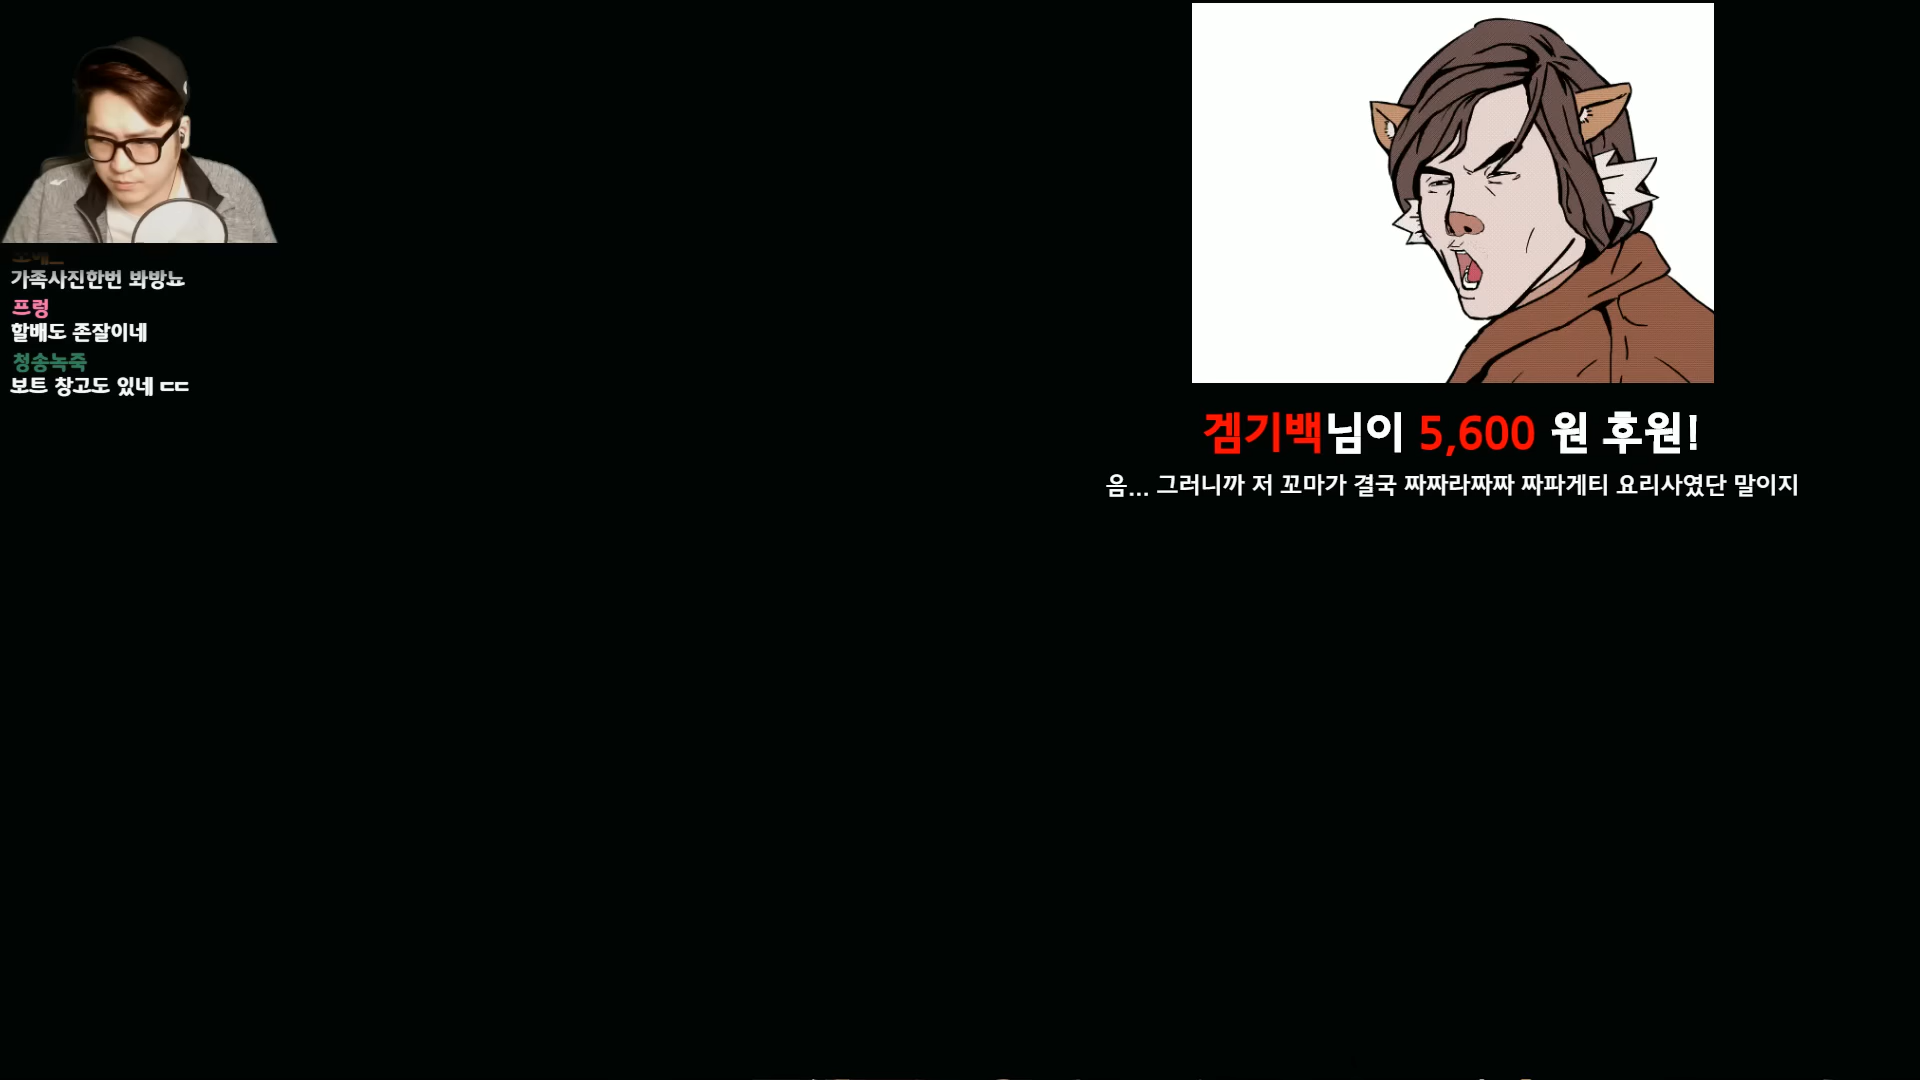 가족사진한번 봐방뇨
프렁
할배도 존잘이네
청송녹죽
보트 창고도 있네 ㄷㄷ
겜기백님이 5,600 원 후원!
음... 그러니까 저 꼬마가 결국 짜짜라짜짜 짜파게티 요리사였단 말이지